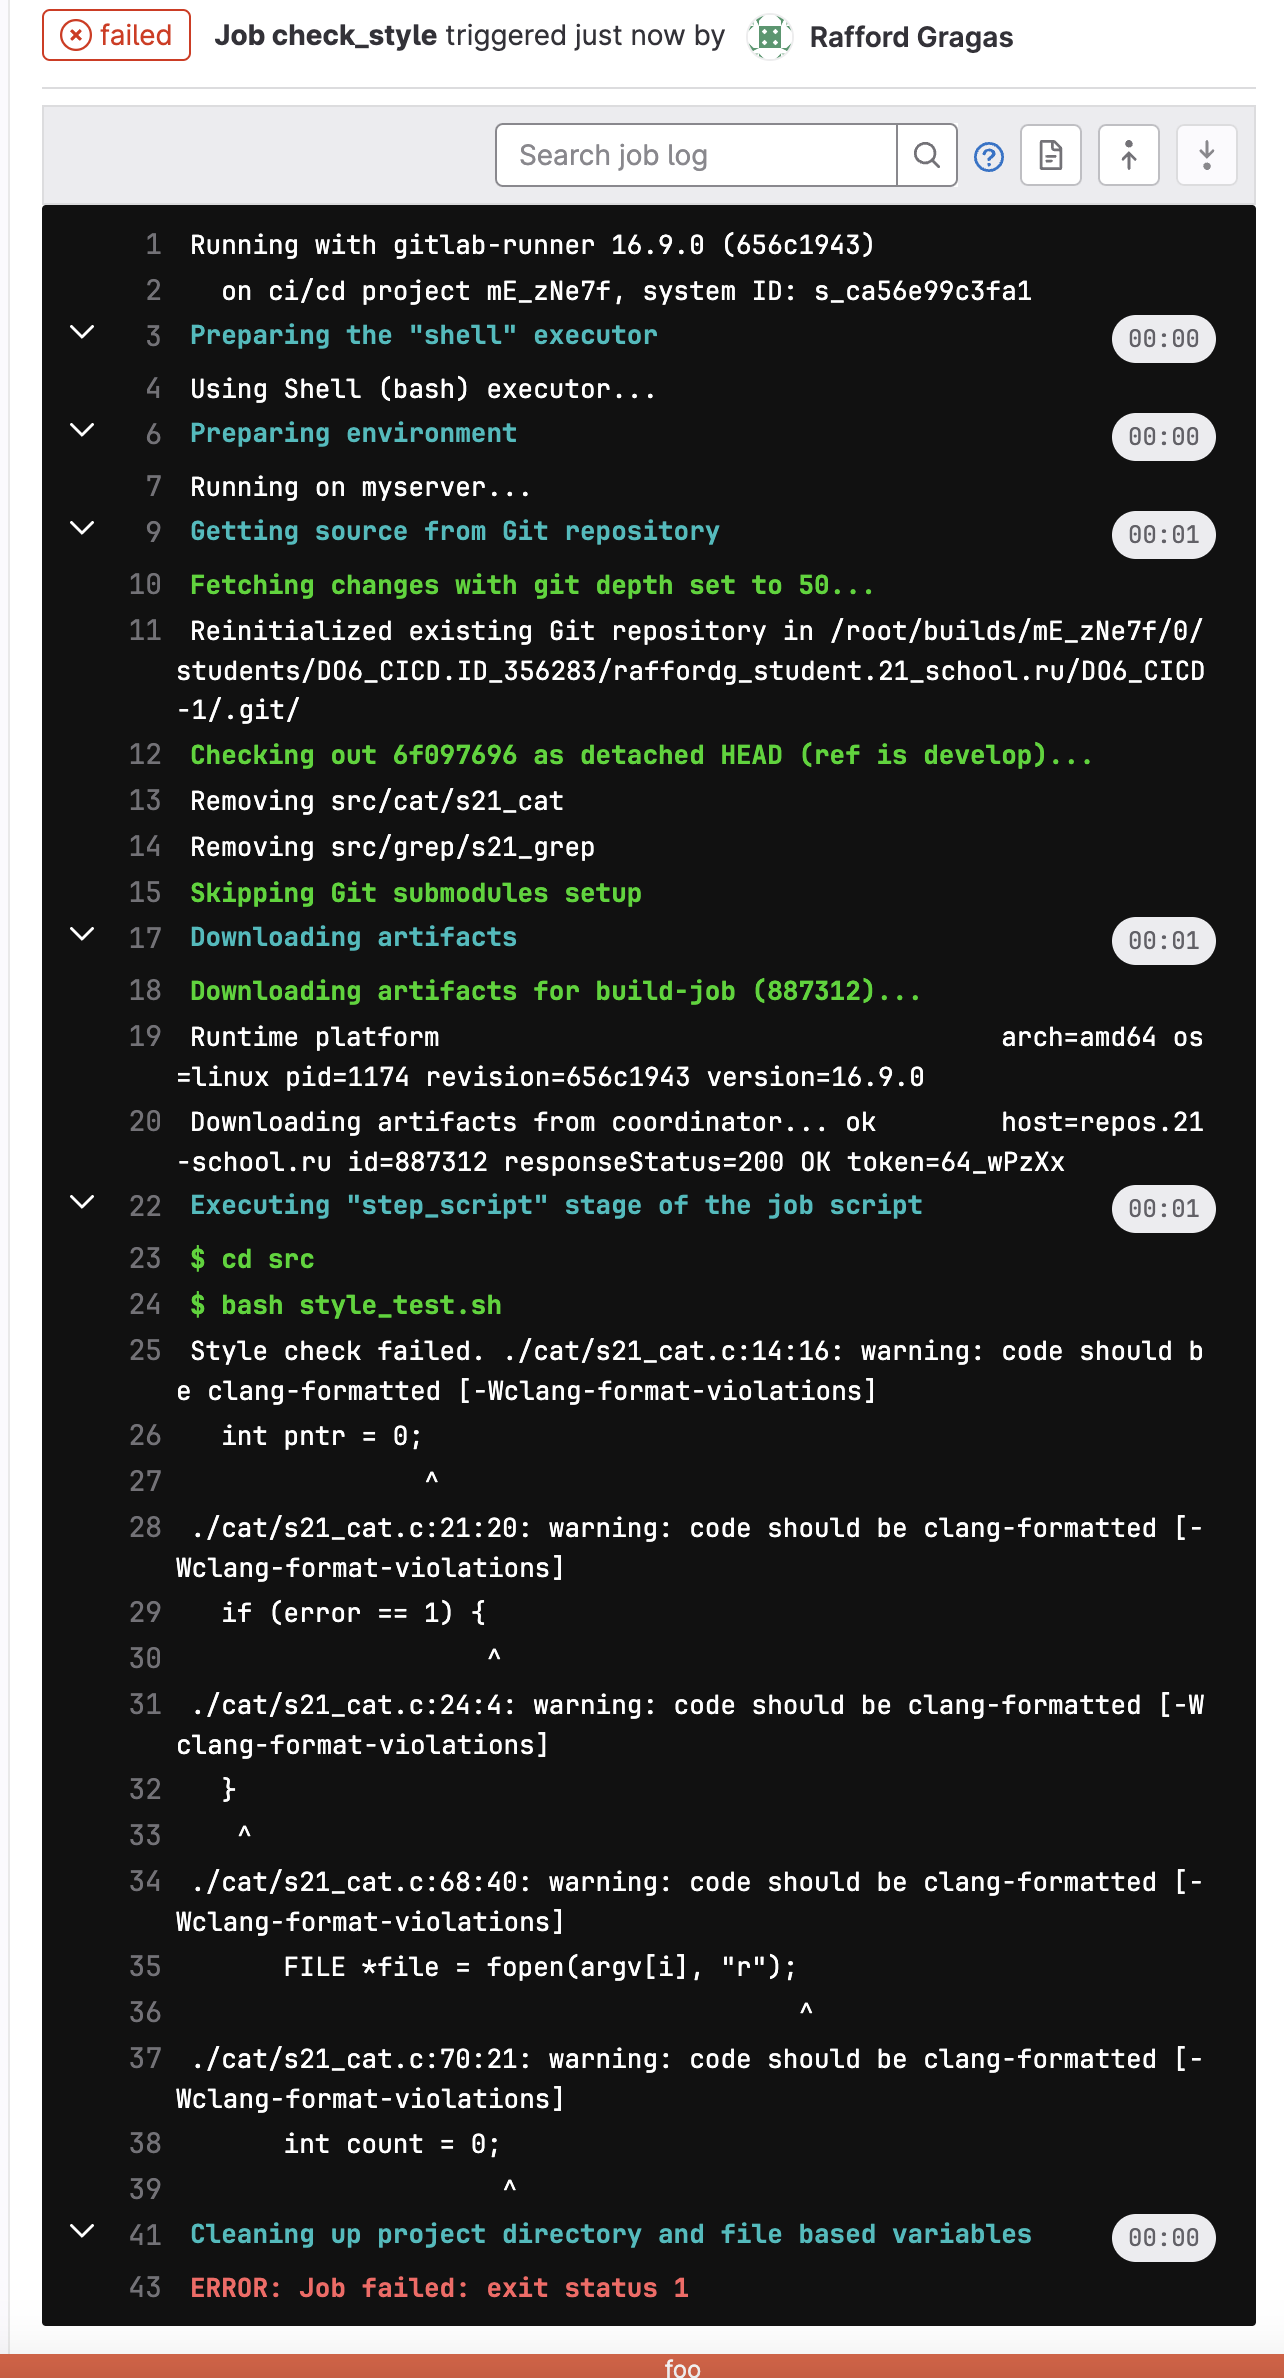 failed Job check_style triggered just now by Rafford Gragas
Search job log
1 Running with gitlab-runner 16.9.0 (656c1943)
2 on ci/cd project mE_zNe7f, system ID: s_ca56e99c3fa1
3 Preparing the "shell" executor 00:00
4 Using Shell (bash) executor...
6 Preparing environment 00:00
7 Running on myserver...
9 Getting source from Git repository 00:01
10 Fetching changes with git depth set to 50...
11 Reinitialized existing Git repository in /root/builds/mE_zNe7f/0/
students/DO6_CICD.ID_356283/raffordg_student.21_school.ru/DO6_CICD
-1/.git/
12 Checking out 6f097696 as detached HEAD (ref is develop)...
13 Removing src/cat/s21_cat
14 Removing src/grep/s21_grep
15 Skipping Git submodules setup
17 Downloading artifacts 00:01
18 Downloading artifacts for build-job (887312)...
19 Runtime platform arch=amd64 os
=linux pid=1174 revision=656c1943 version=16.9.0
20 Downloading artifacts from coordinator... ok host=repos.21
-school.ru id=887312 responseStatus=200 OK token=64_wPzXx
22 Executing "step_script" stage of the job script 00:01
23 $ cd src
24 $ bash style_test.sh
25 Style check failed. ./cat/s21_cat.c:14:16: warning: code should b
e clang-formatted [-Wclang-format-violations]
26 int pntr = 0;
27 ^
28 ./cat/s21_cat.c:21:20: warning: code should be clang-formatted [-
Wclang-format-violations]
29 if (error == 1) {
30 ^
31 ./cat/s21_cat.c:24:4: warning: code should be clang-formatted [-W
clang-format-violations]
32 }
33 ^
34 ./cat/s21_cat.c:68:40: warning: code should be clang-formatted [-
Wclang-format-violations]
35 FILE *file = fopen(argv[i], "r");
36 ^
37 ./cat/s21_cat.c:70:21: warning: code should be clang-formatted [-
Wclang-format-violations]
38 int count = 0;
39 ^
41 Cleaning up project directory and file based variables 00:00
43 ERROR: Job failed: exit status 1
foo